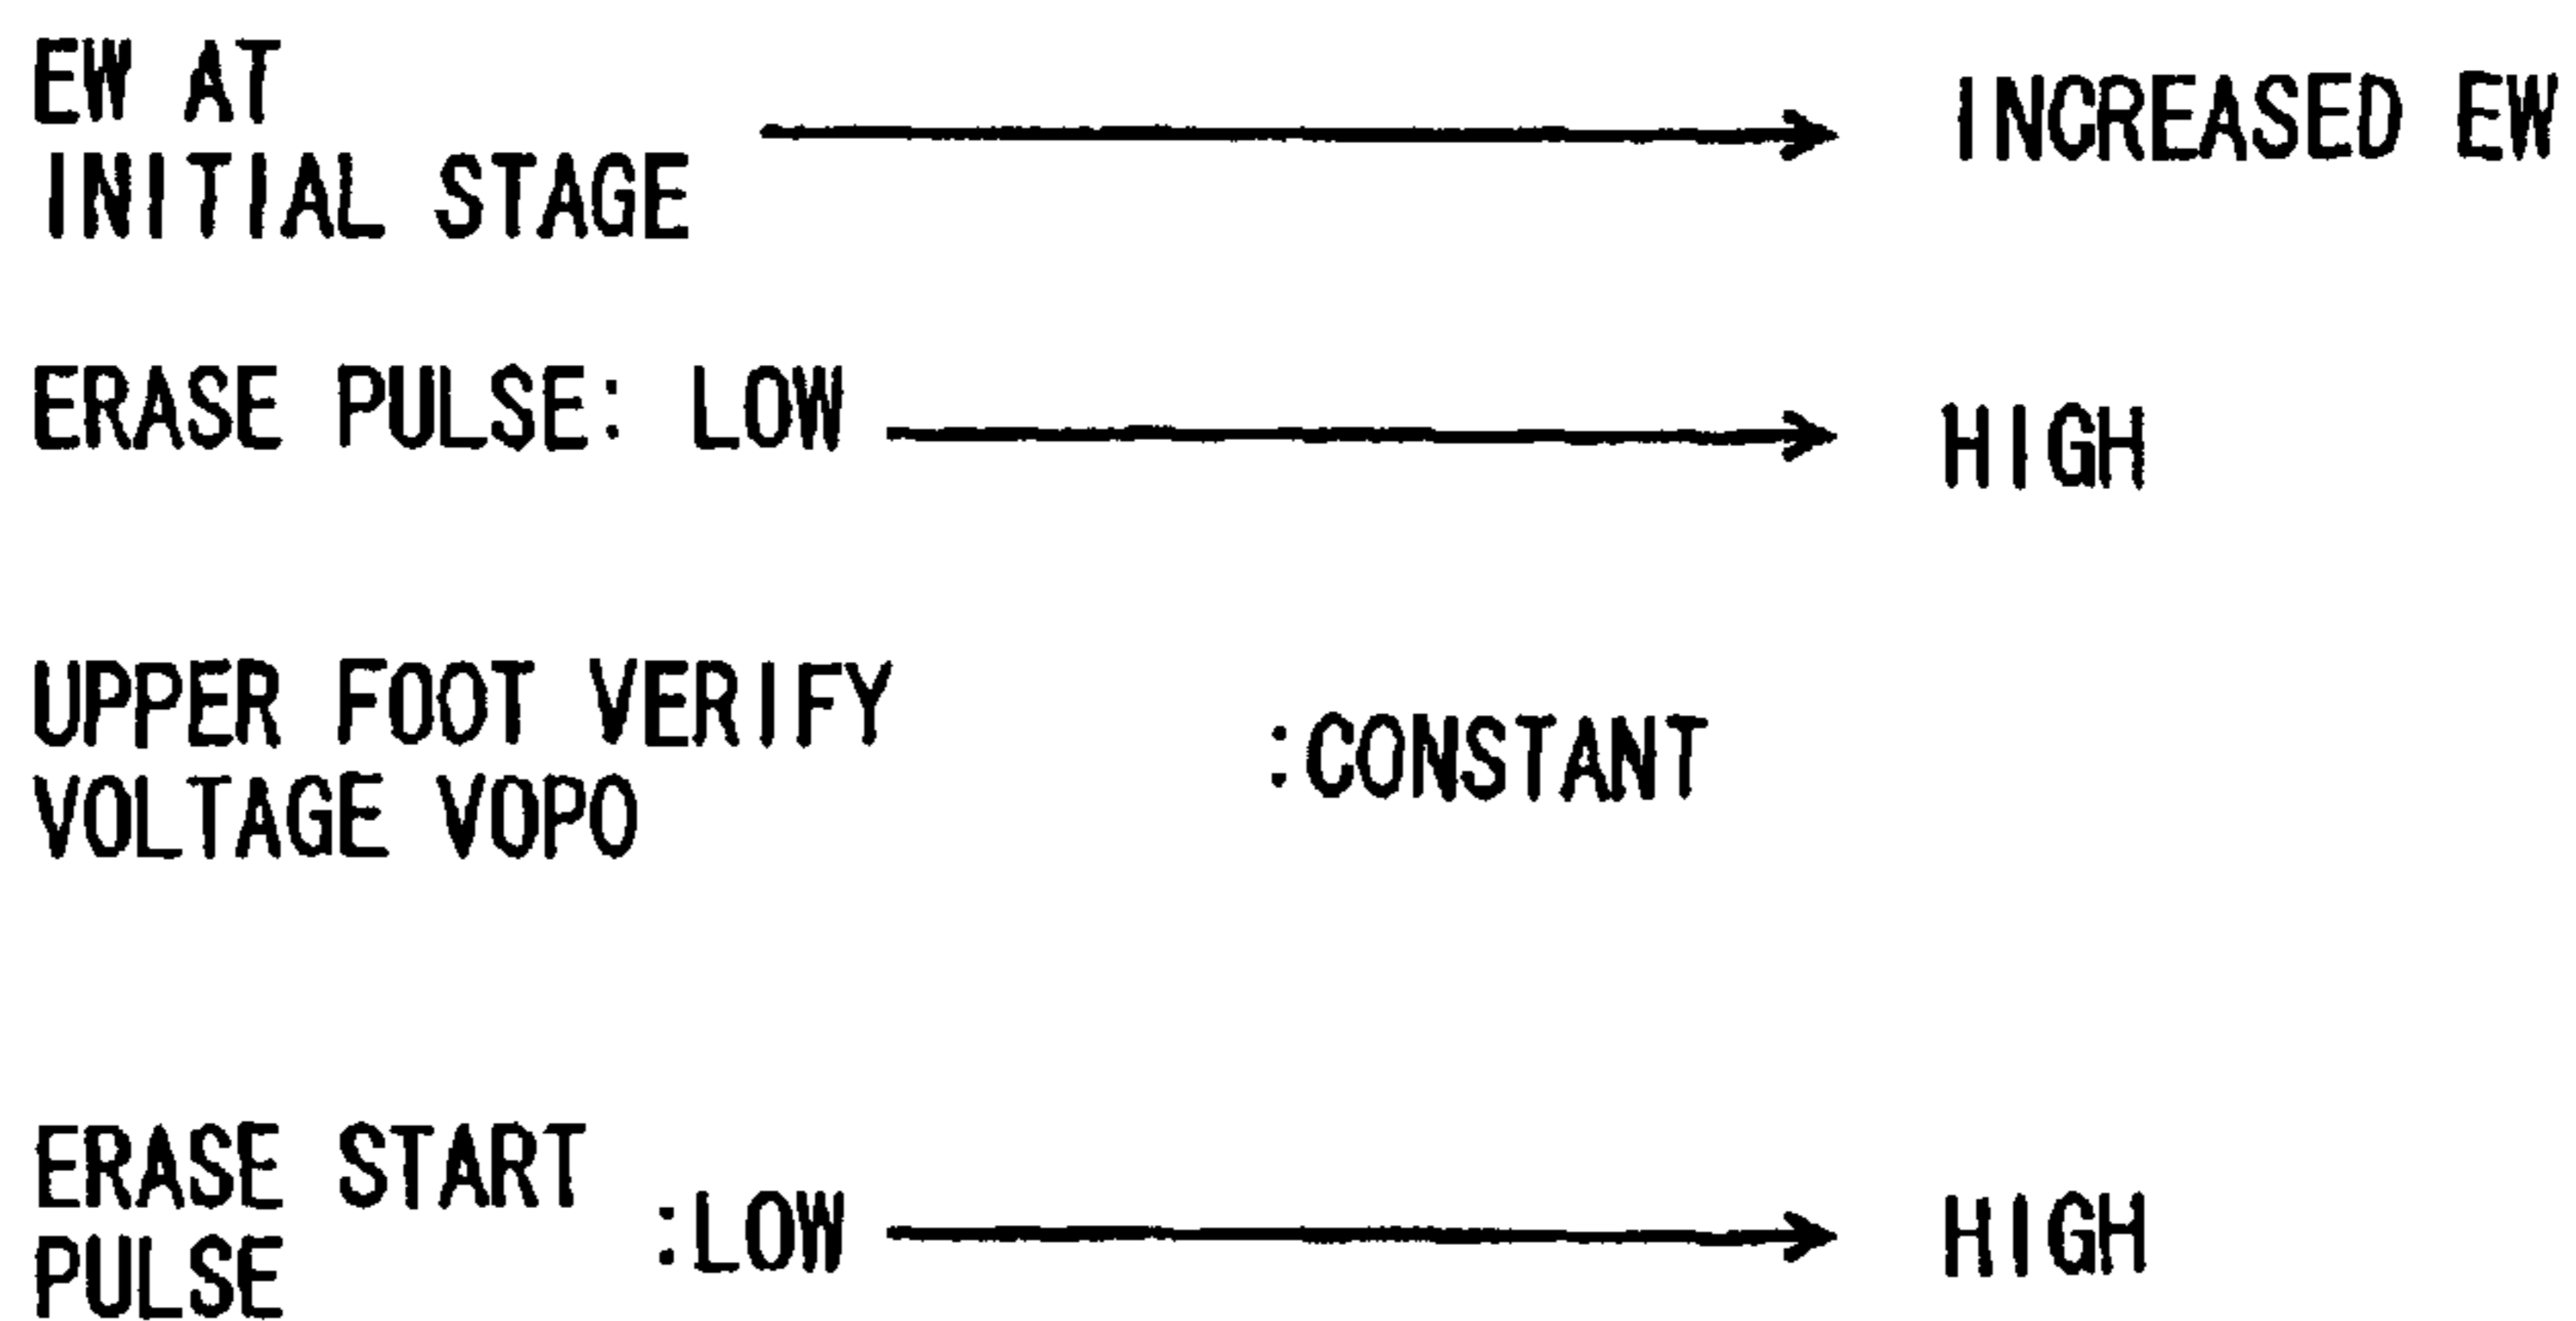 EW AT
INITIAL STAGE
INCREASED EW
ERASE PULSE: LOW
HIGH
UPPER FOOT VERIFY
VOLTAGE VOPO
:CONSTANT
ERASE START
PULSE
:LOW
HIGH